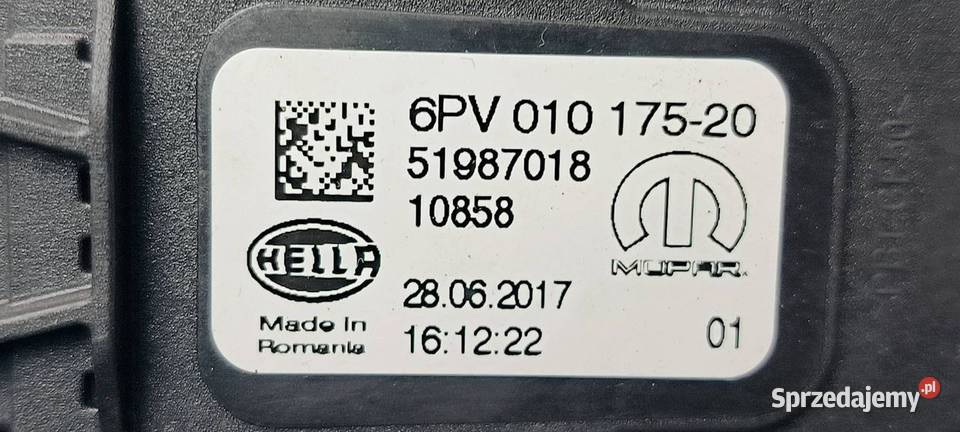 6PV 010 175-20
51987018
10858
HELLA
MOPAR.
28.06.2017
Made In
Romania
16:12:22
01
Sprzedajemy.pl